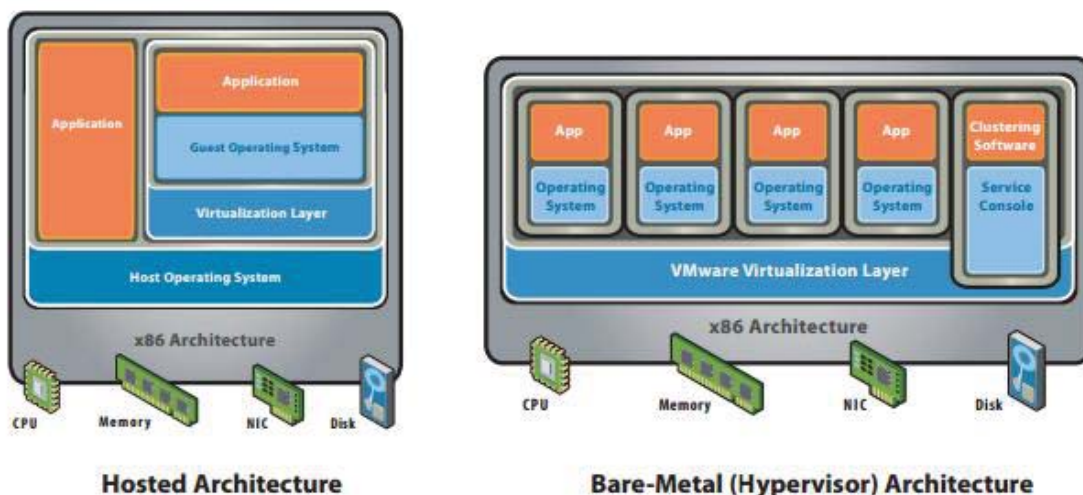 Application
Application
Guest Operating System
Virtualization Layer
Host Operating System
x86 Architecture
CPU
Memory
NIC
Disk
Hosted Architecture
App
App
App
App
Clustering
Software
Operating
System
Operating
System
Operating
System
Operating
System
Service
Console
VMware Virtualization Layer
x86 Architecture
CPU
Memory
NIC
Disk
Bare-Metal (Hypervisor) Architecture